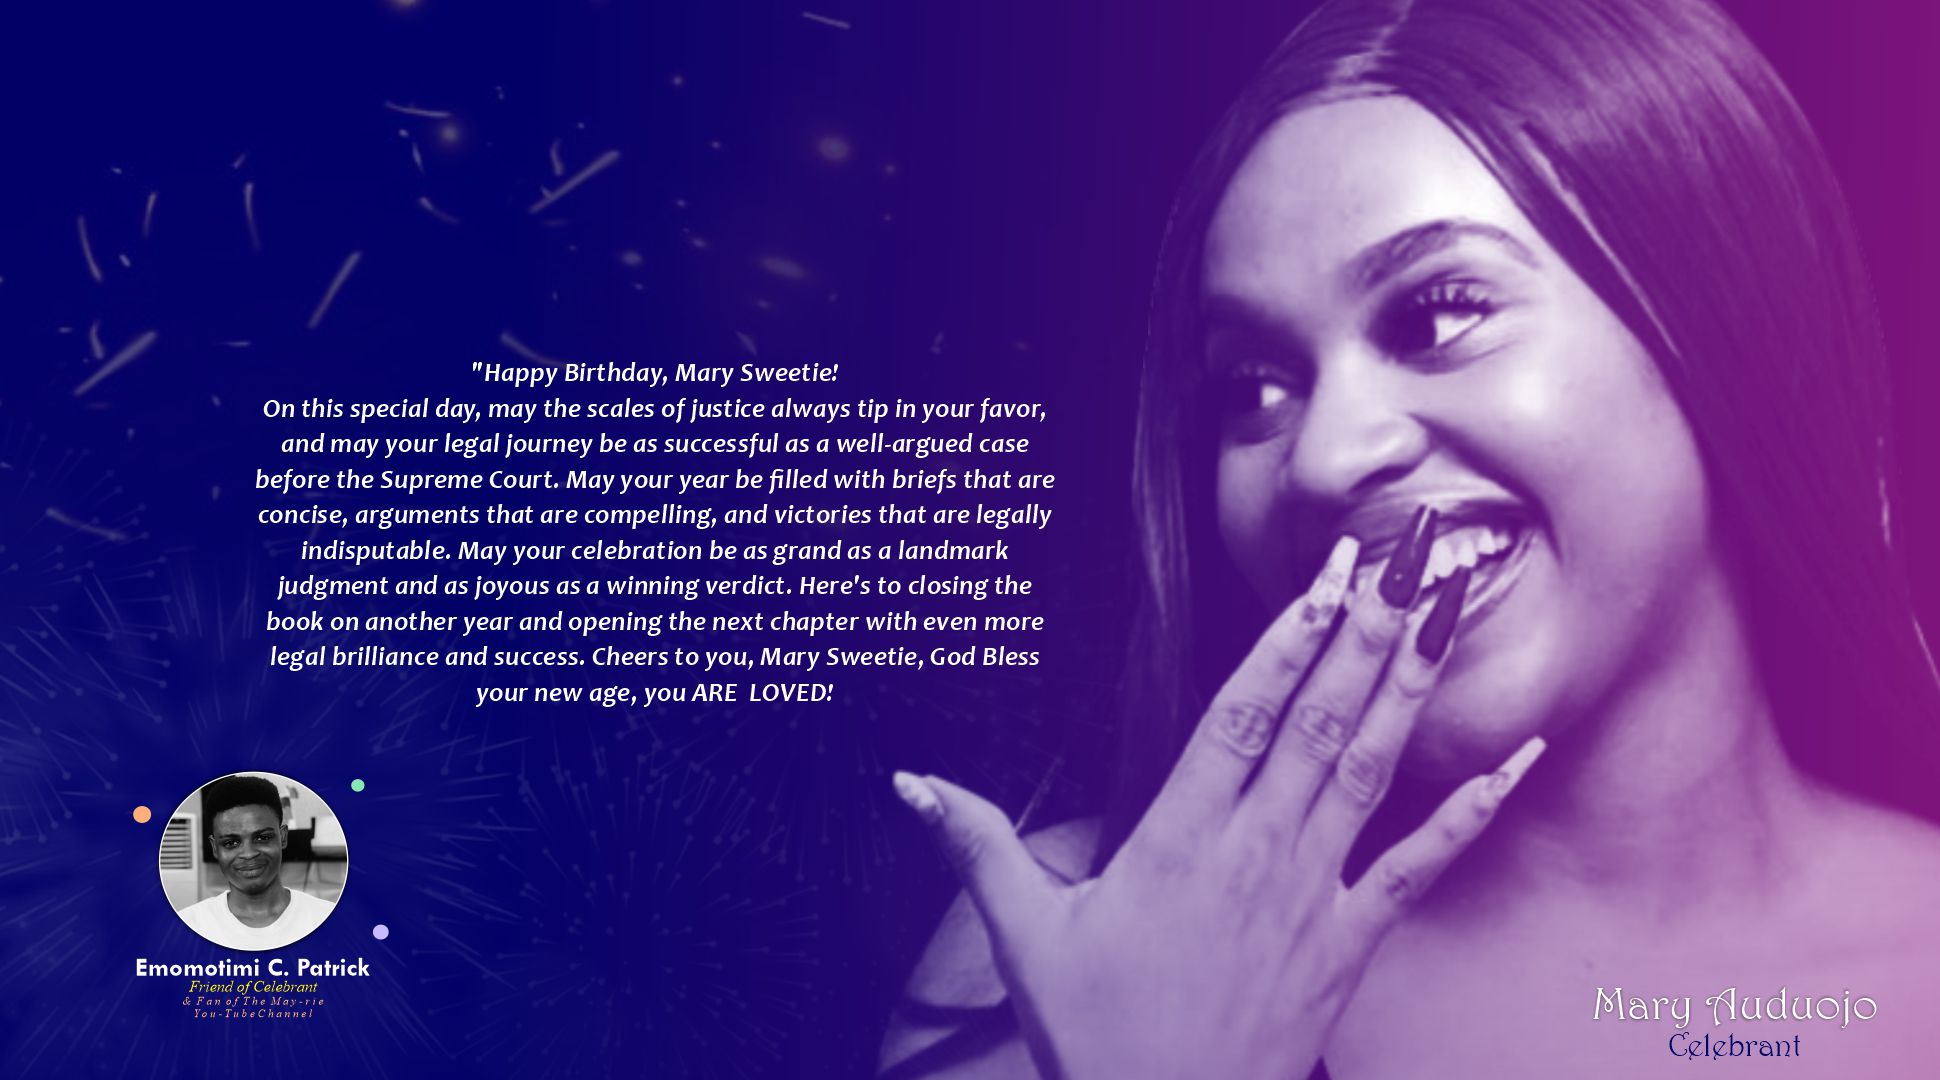 "Happy Birthday, Mary Sweetie!
On this special day, may the scales of justice always tip in your favor,
and may your legal journey be as successful as a well-argued case
before the Supreme Court. May your year be filled with briefs that are
concise, arguments that are compelling, and victories that are legally
indisputable. May your celebration be as grand as a landmark
judgment and as joyous as a winning verdict. Here's to closing the
book on another year and opening the next chapter with even more
legal brilliance and success. Cheers to you, Mary Sweetie, God Bless
your new age, you ARE LOVED!
Emomotimi C. Patrick
Friend of Celebrant
& Fan of The May-rie
You-TubeChannel
Mary Auduojo
Celebrant